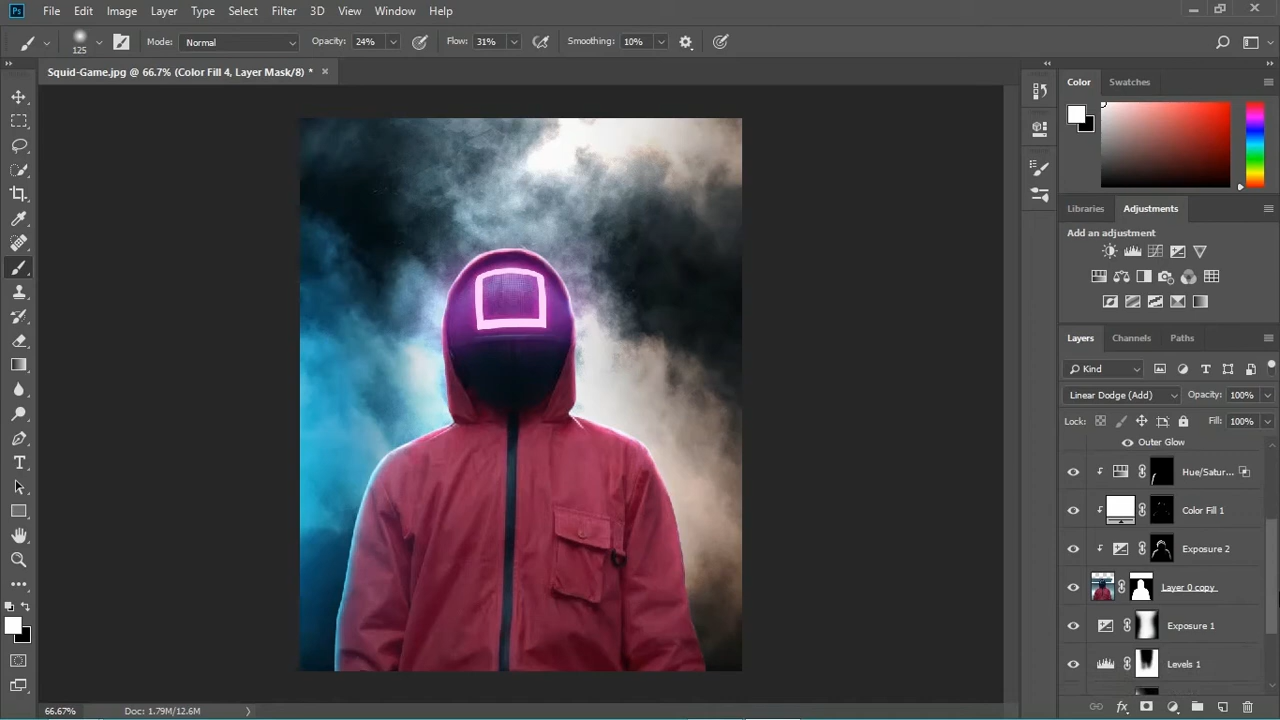 Ps File Edit Image Layer Type Select Filter 3D View Window Help
125 Mode: Normal Opacity: 24% Flow: 31% Smoothing: 10%
Squid-Game.jpg @ 66.7% (Color Fill 4, Layer Mask/8) *
Color Swatches
Libraries Adjustments
Add an adjustment
Layers Channels Paths
Kind
Linear Dodge (Add) Opacity: 100%
Lock: Fill: 100%
Outer Glow
Hue/Satur...
Color Fill 1
Exposure 2
Layer 0 copy
Exposure 1
Levels 1
66.67% Doc: 1.79M/12.6M